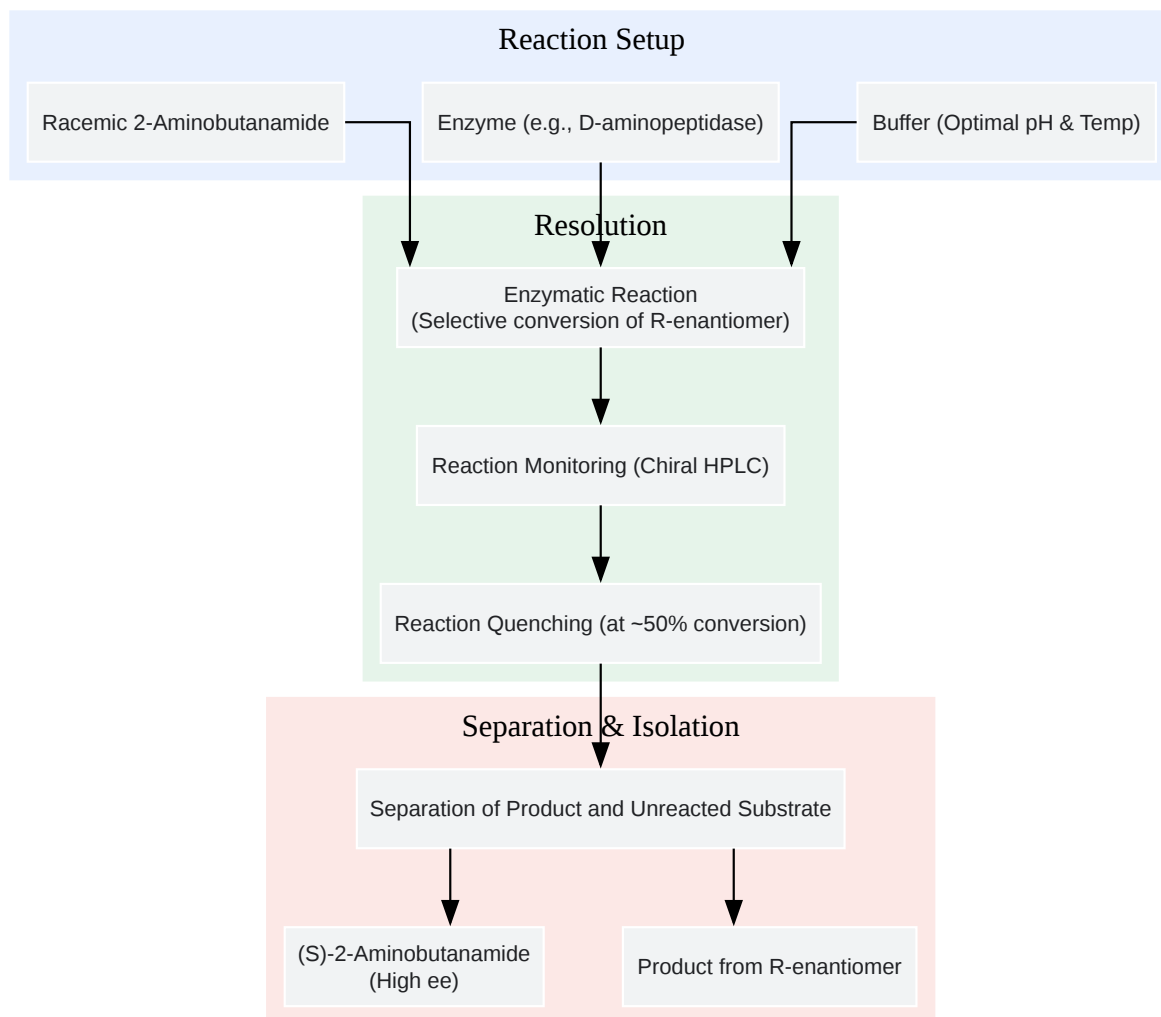 Reaction Setup
Racemic 2-Aminobutanamide
Enzyme (e.g., D-aminopeptidase)
Buffer (Optimal pH & Temp)
Resolution
Enzymatic Reaction
(Selective conversion of R-enantiomer)
Reaction Monitoring (Chiral HPLC)
Reaction Quenching (at ~50% conversion)
Separation & Isolation
Separation of Product and Unreacted Substrate
(S)-2-Aminobutanamide
(High ee)
Product from R-enantiomer